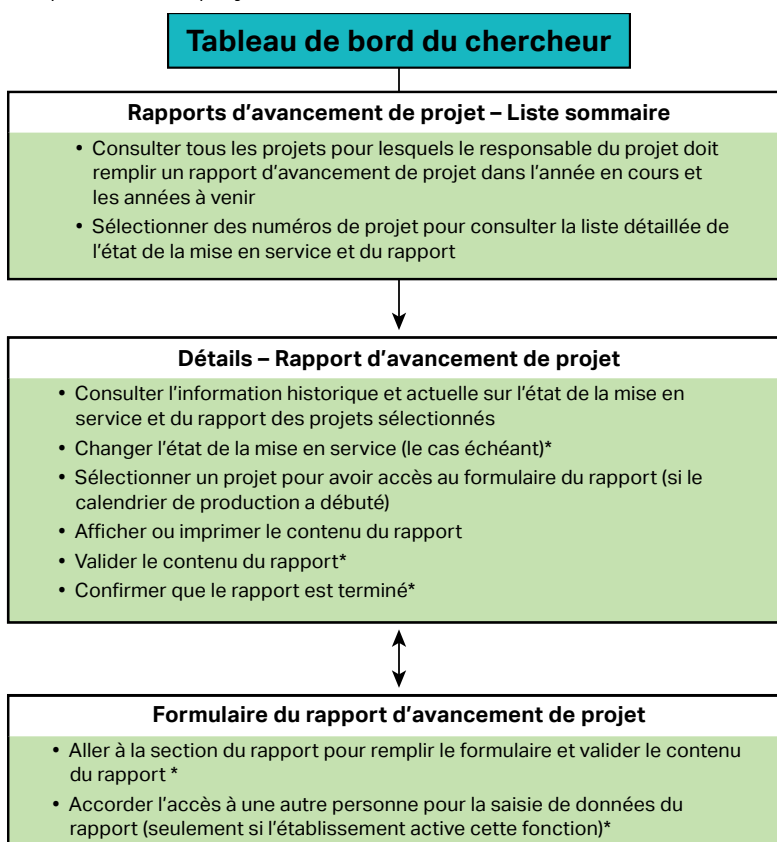 Tableau de bord du chercheur
Rapports d’avancement de projet – Liste sommaire
• Consulter tous les projets pour lesquels le responsable du projet doit
remplir un rapport d’avancement de projet dans l’année en cours et
les années à venir
• Sélectionner des numéros de projet pour consulter la liste détaillée de
l’état de la mise en service et du rapport
Détails – Rapport d’avancement de projet
• Consulter l’information historique et actuelle sur l’état de la mise en
service et du rapport des projets sélectionnés
• Changer l’état de la mise en service (le cas échéant)*
• Sélectionner un projet pour avoir accès au formulaire du rapport (si le
calendrier de production a débuté)
• Afficher ou imprimer le contenu du rapport
• Valider le contenu du rapport*
• Confirmer que le rapport est terminé*
Formulaire du rapport d’avancement de projet
• Aller à la section du rapport pour remplir le formulaire et valider le contenu
du rapport *
• Accorder l’accès à une autre personne pour la saisie de données du
rapport (seulement si l’établissement active cette fonction)*